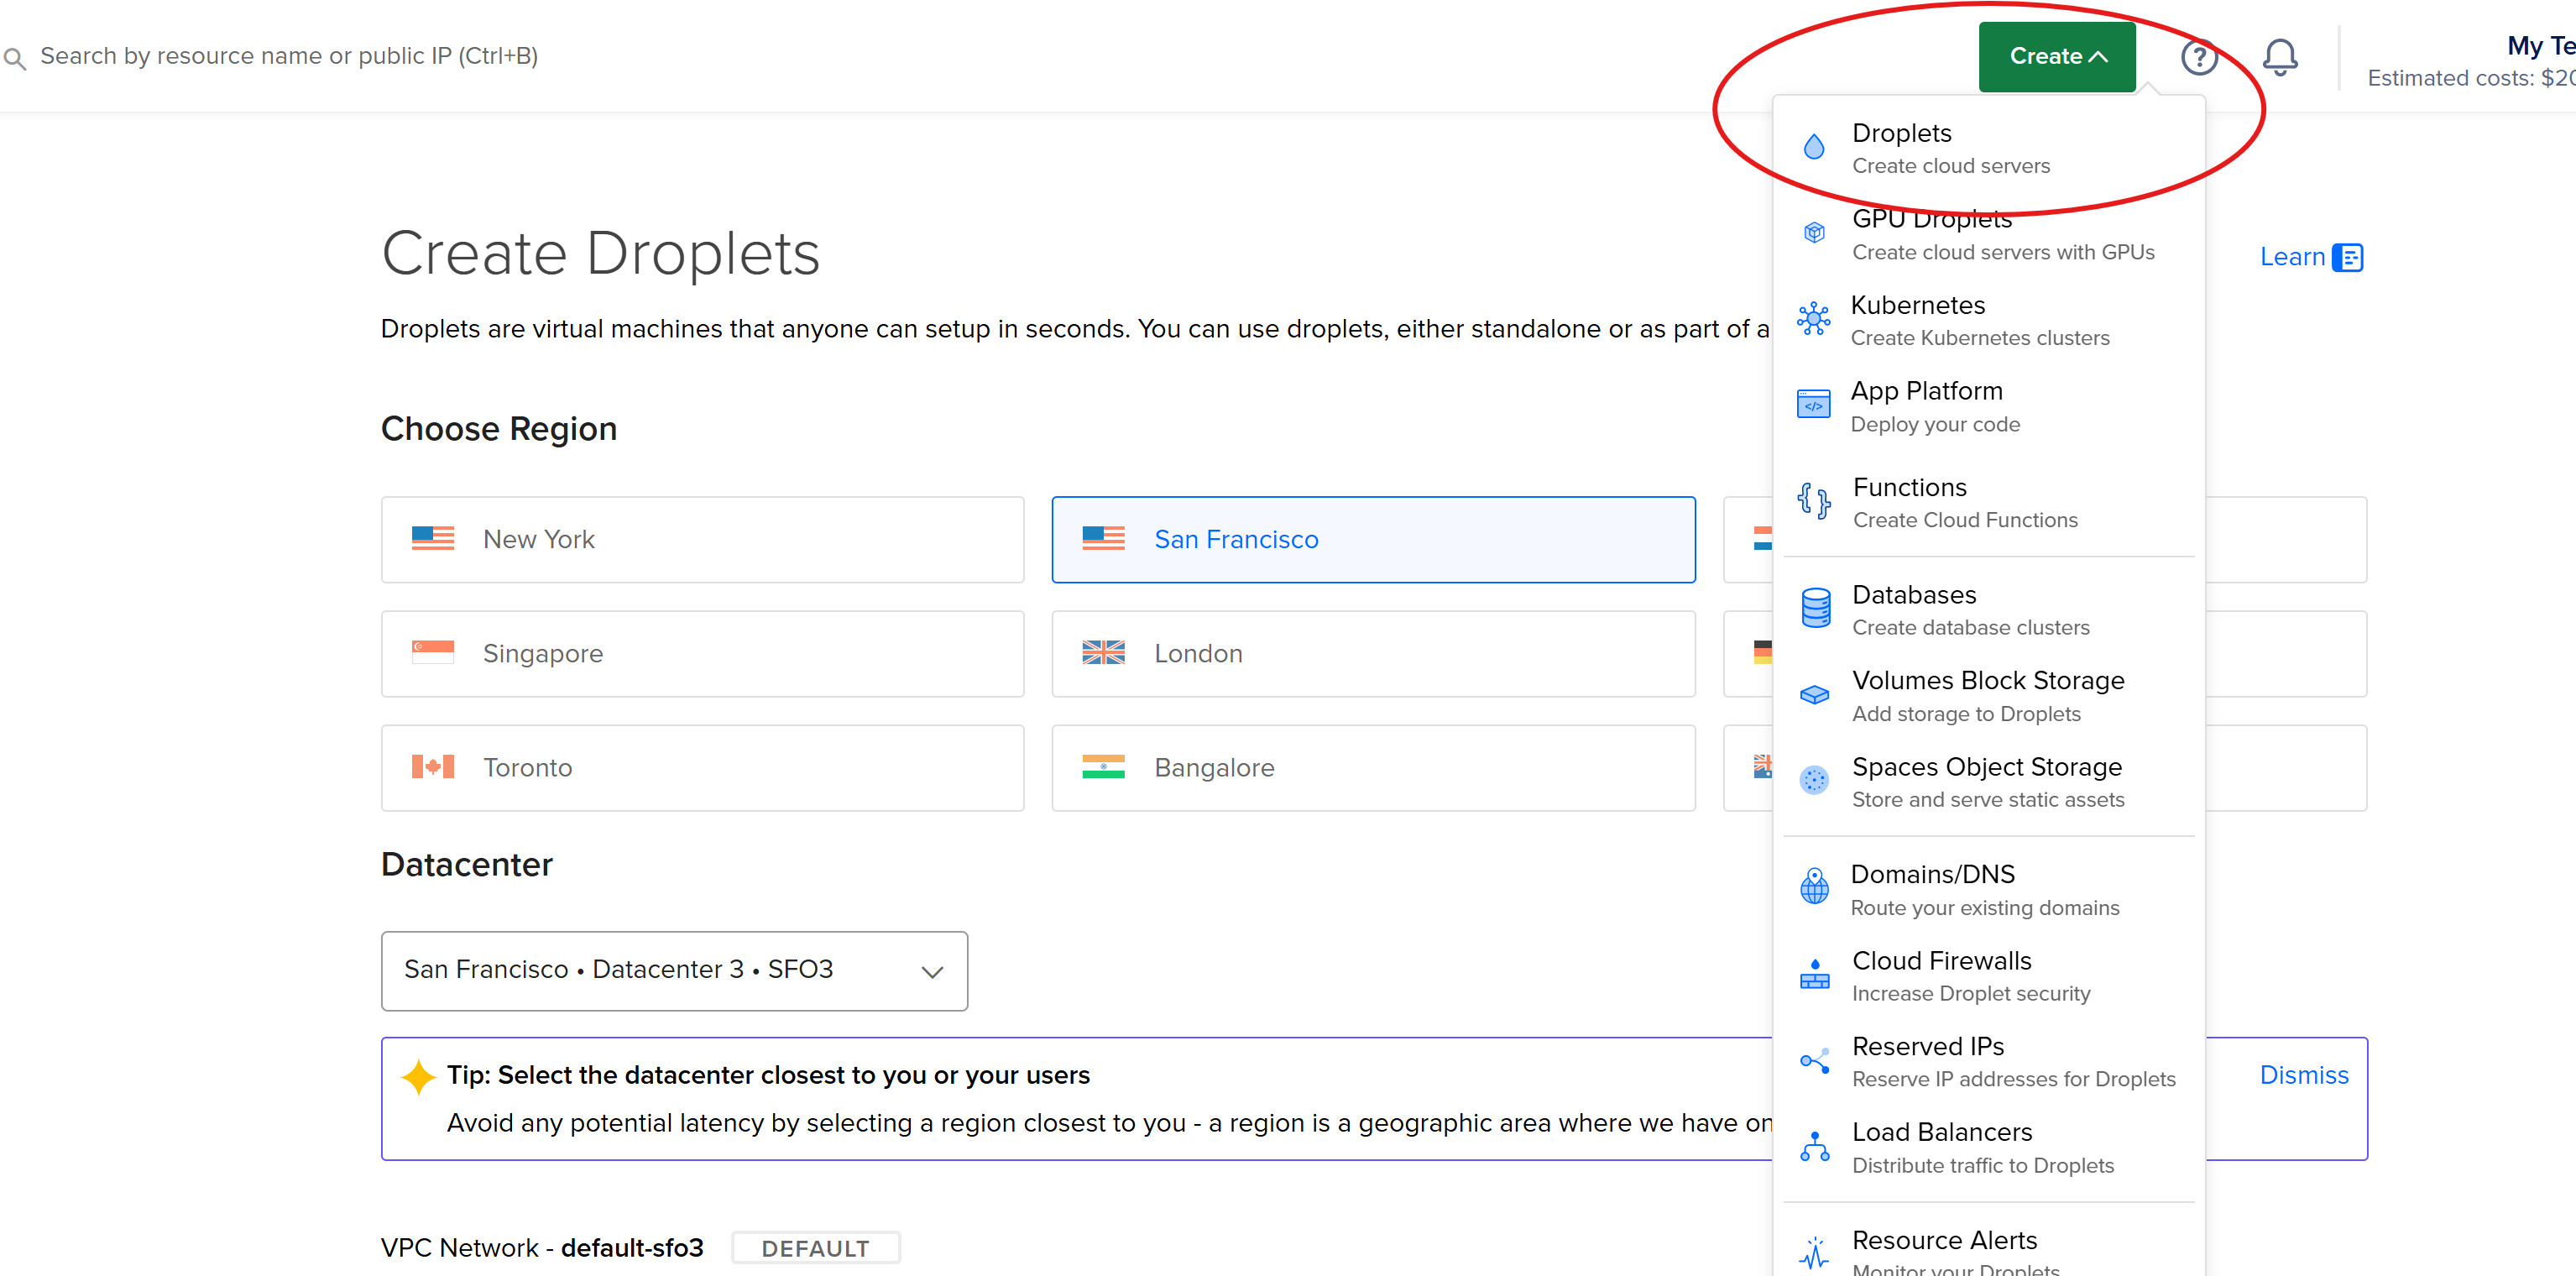 Search by resource name or public IP (Ctrl+B)
Create
?
My Te
Estimated costs: $20
Droplets
Create cloud servers
GPU Droplets
Create cloud servers with GPUs
Kubernetes
Create Kubernetes clusters
App Platform
Deploy your code
Functions
Create Cloud Functions
Databases
Create database clusters
Volumes Block Storage
Add storage to Droplets
Spaces Object Storage
Store and serve static assets
Domains/DNS
Route your existing domains
Cloud Firewalls
Increase Droplet security
Reserved IPs
Reserve IP addresses for Droplets
Load Balancers
Distribute traffic to Droplets
Resource Alerts
Monitor your Droplets
Create Droplets
Learn
Droplets are virtual machines that anyone can setup in seconds. You can use droplets, either standalone or as part of a
Choose Region
New York
San Francisco
Singapore
London
Toronto
Bangalore
Datacenter
San Francisco • Datacenter 3 • SFO3
Tip: Select the datacenter closest to you or your users
Dismiss
Avoid any potential latency by selecting a region closest to you - a region is a geographic area where we have on
VPC Network - default-sfo3 DEFAULT